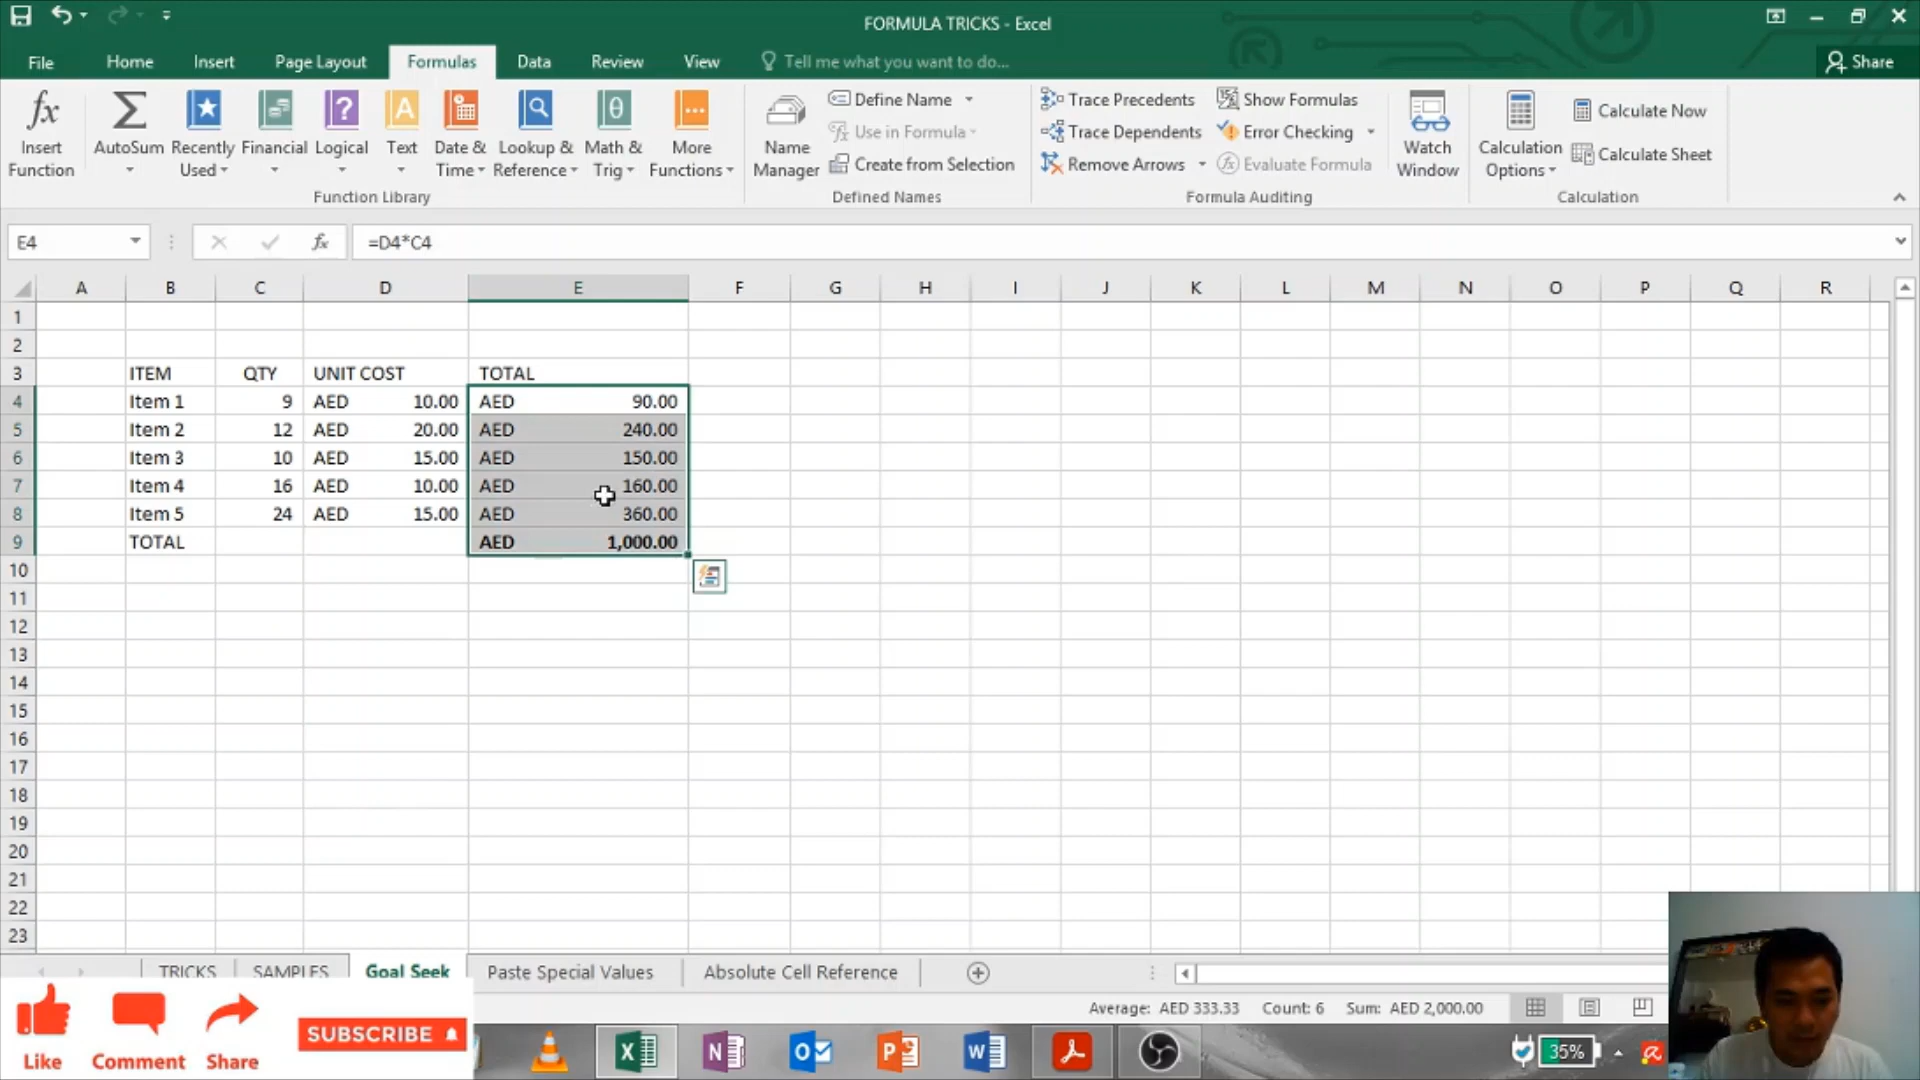 FORMULA TRICKS - Excel
File Home Insert Page Layout Formulas Data Review View Tell me what you want to do... Share
Insert Function
AutoSum
Recently Used
Financial
Logical
Text
Date & Time
Lookup & Reference
Math & Trig
More Functions
Function Library
Name Manager
Define Name
Use in Formula
Create from Selection
Defined Names
Trace Precedents
Trace Dependents
Remove Arrows
Show Formulas
Error Checking
Evaluate Formula
Formula Auditing
Watch Window
Calculation Options
Calculate Now
Calculate Sheet
Calculation
E4 fx =D4*C4
A B C D E F G H I J K L M N O P Q R
1
2
3 ITEM QTY UNIT COST TOTAL
4 Item 1 9 AED 10.00 AED 90.00
5 Item 2 12 AED 20.00 AED 240.00
6 Item 3 10 AED 15.00 AED 150.00
7 Item 4 16 AED 10.00 AED 160.00
8 Item 5 24 AED 15.00 AED 360.00
9 TOTAL AED 1,000.00
10
11
12
13
14
15
16
17
18
19
20
21
22
23
TRICKS SAMPLES Goal Seek Paste Special Values Absolute Cell Reference
Average: AED 333.33 Count: 6 Sum: AED 2,000.00
Like Comment Share SUBSCRIBE
35%